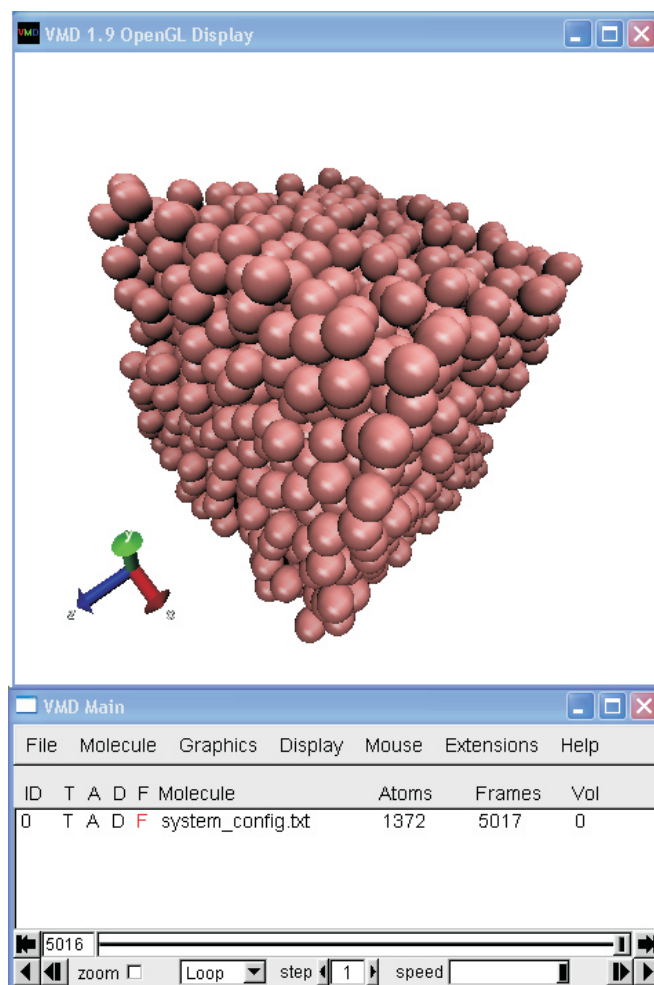 VMD VMD 1.9 OpenGL Display
y
z
x
VMD Main
File Molecule Graphics Display Mouse Extensions Help
ID T A D F Molecule Atoms Frames Vol
0 T A D F system_config.txt 1372 5017 0
5016
zoom Loop step 1 speed